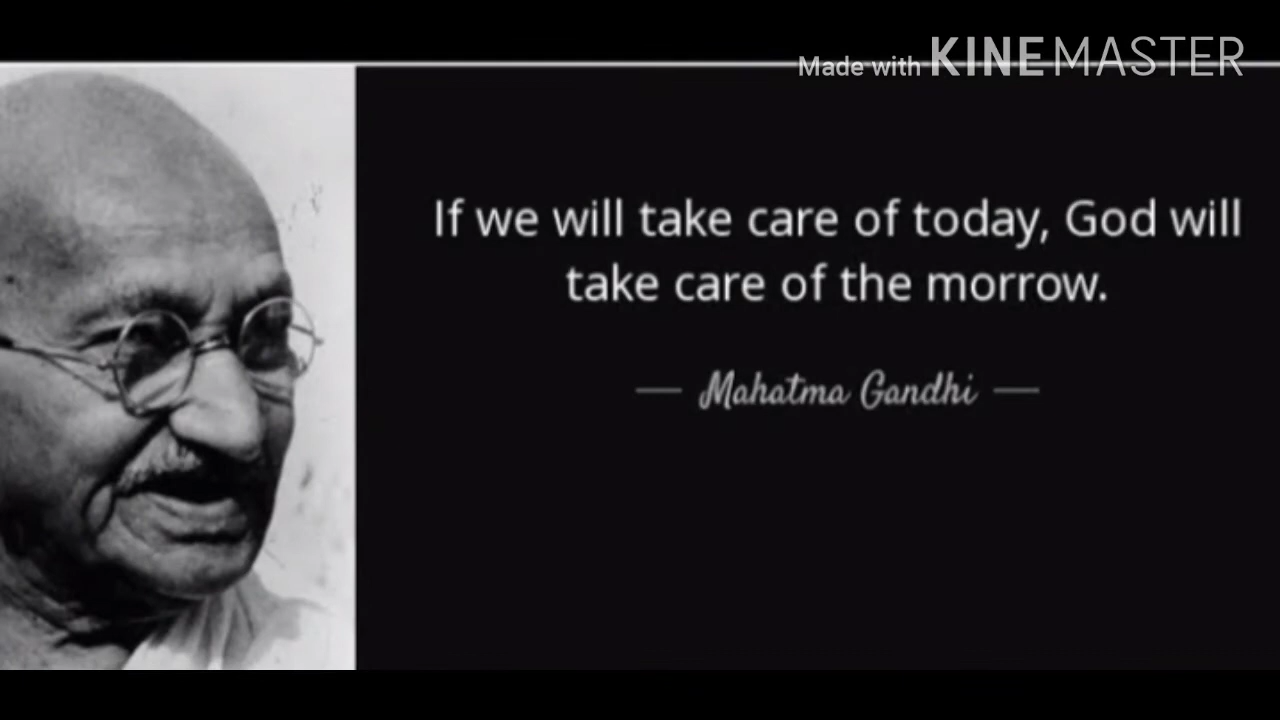 Made with KINEMASTER
If we will take care of today, God will
take care of the morrow.
— Mahatma Gandhi —